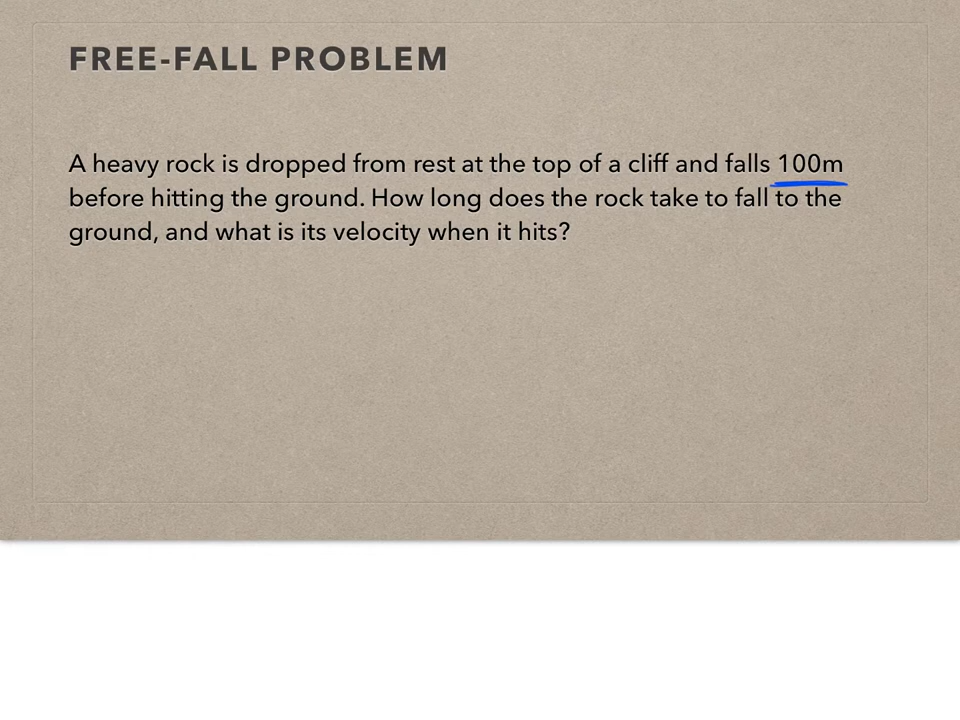 FREE-FALL PROBLEM
A heavy rock is dropped from rest at the top of a cliff and falls 100m
before hitting the ground. How long does the rock take to fall to the
ground, and what is its velocity when it hits?